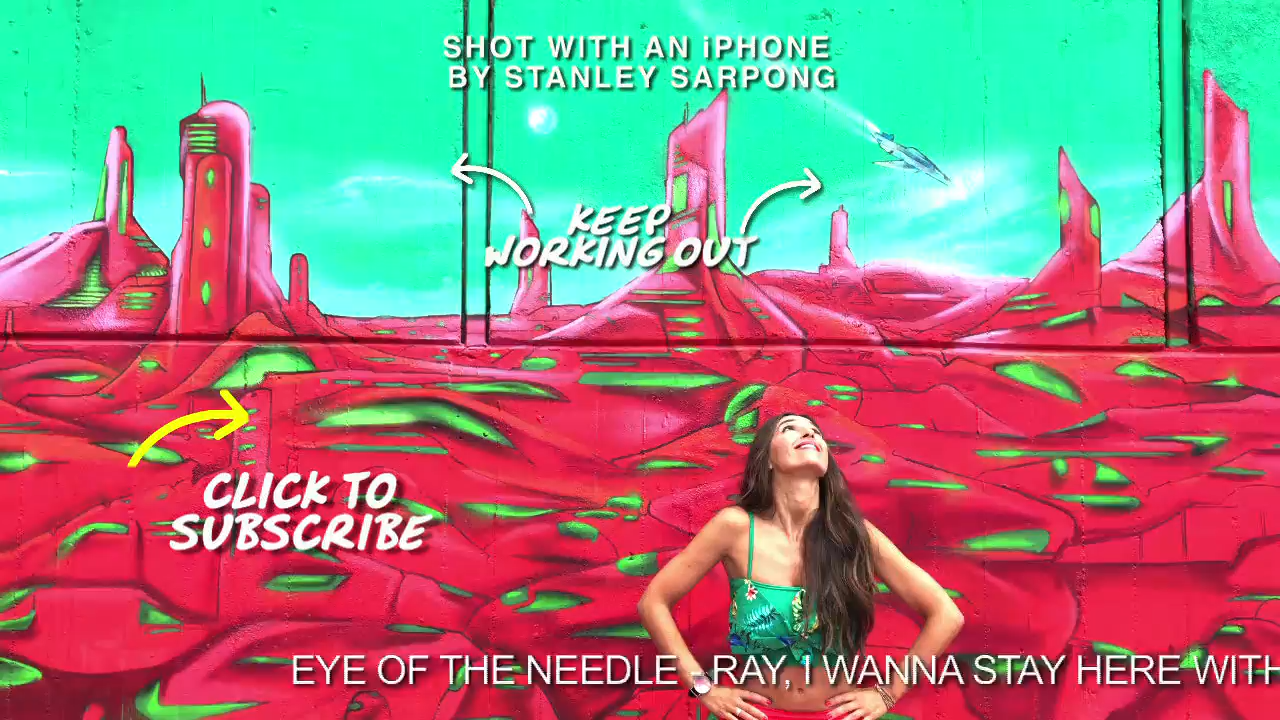 SHOT WITH AN iPHONE
BY STANLEY SARPONG
KEEP
WORKING OUT
CLICK TO
SUBSCRIBE
EYE OF THE NEEDLE - RAY, I WANNA STAY HERE WITH